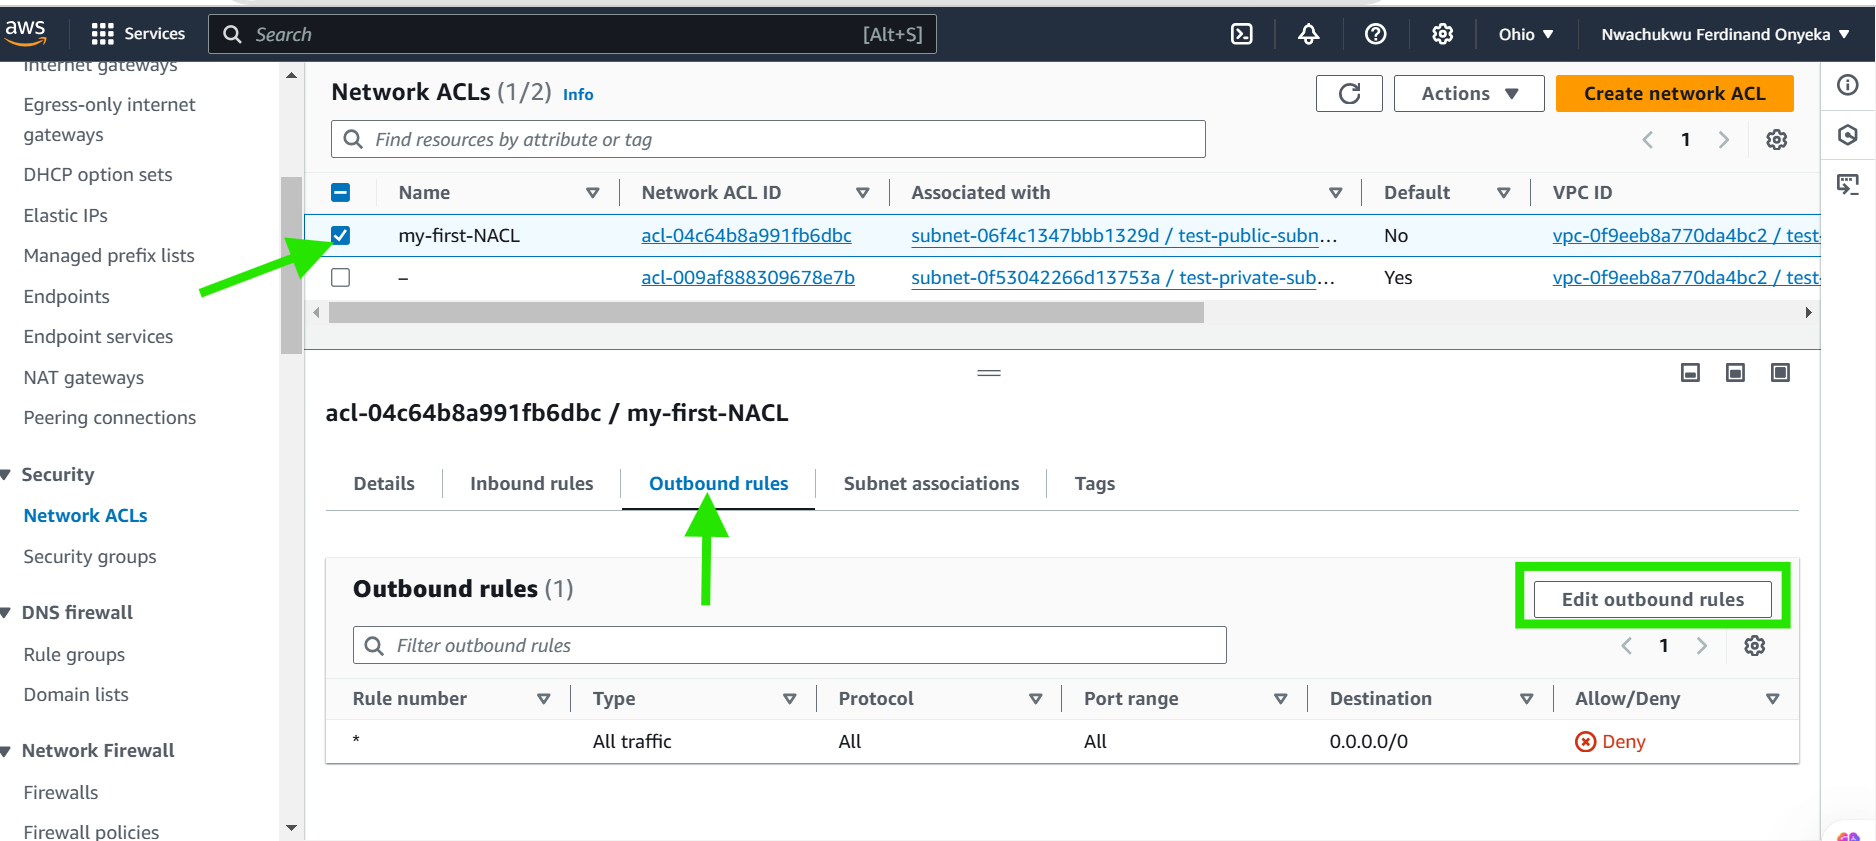 aws
Services
Search
[Alt+S]
Ohio
Nwachukwu Ferdinand Onyeka
Internet gateways
Egress-only internet
gateways
DHCP option sets
Elastic IPs
Managed prefix lists
Endpoints
Endpoint services
NAT gateways
Peering connections
Security
Network ACLs
Security groups
DNS firewall
Rule groups
Domain lists
Network Firewall
Firewalls
Firewall policies
Network ACLs (1/2) Info
Actions
Create network ACL
Find resources by attribute or tag
1
Name Network ACL ID Associated with Default VPC ID
my-first-NACL acl-04c64b8a991fb6dbc subnet-06f4c1347bbb1329d / test-public-subn... No vpc-0f9eeb8a770da4bc2 / test-
– acl-009af888309678e7b subnet-0f53042266d13753a / test-private-sub... Yes vpc-0f9eeb8a770da4bc2 / test-
acl-04c64b8a991fb6dbc / my-first-NACL
Details Inbound rules Outbound rules Subnet associations Tags
Outbound rules (1)
Edit outbound rules
Filter outbound rules
1
Rule number Type Protocol Port range Destination Allow/Deny
* All traffic All All 0.0.0.0/0 Deny